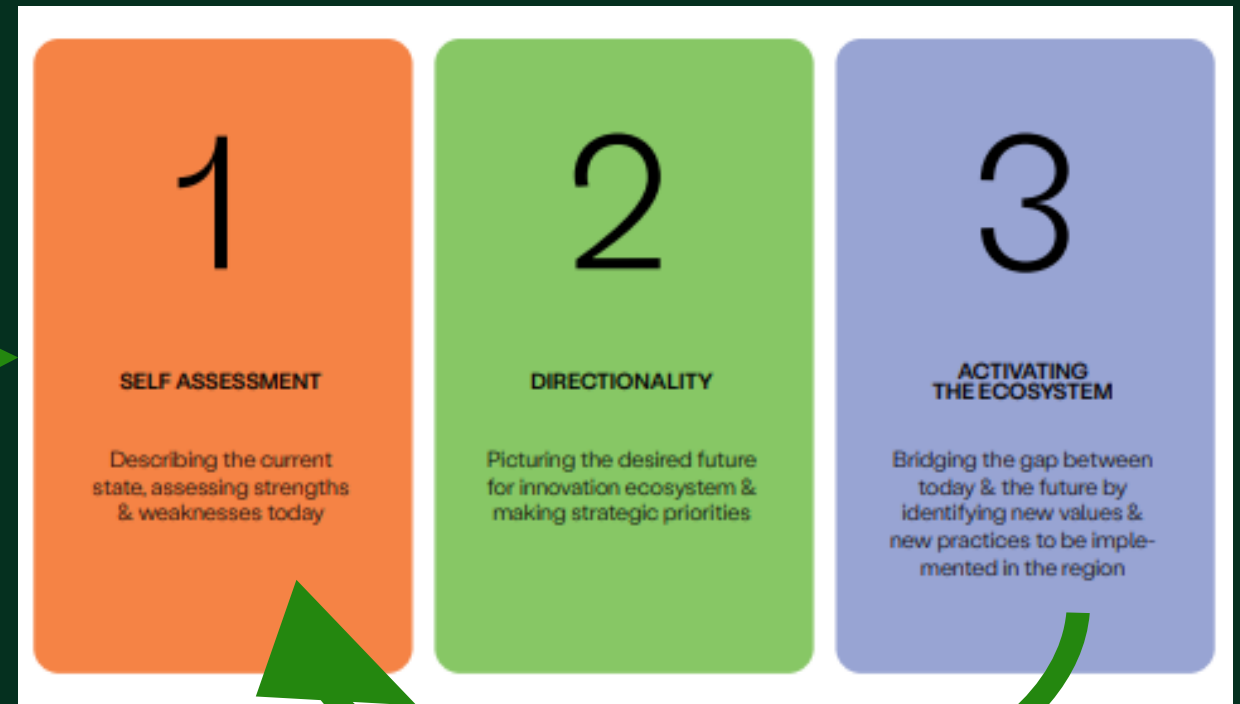 1
SELF ASSESSMENT
Describing the current
state, assessing strengths
& weaknesses today
2
DIRECTIONALITY
Picturing the desired future
for innovation ecosystem &
making strategic priorities
3
ACTIVATING
THE ECOSYSTEM
Bridging the gap between
today & the future by
identifying new values &
new practices to be imple-
mented in the region